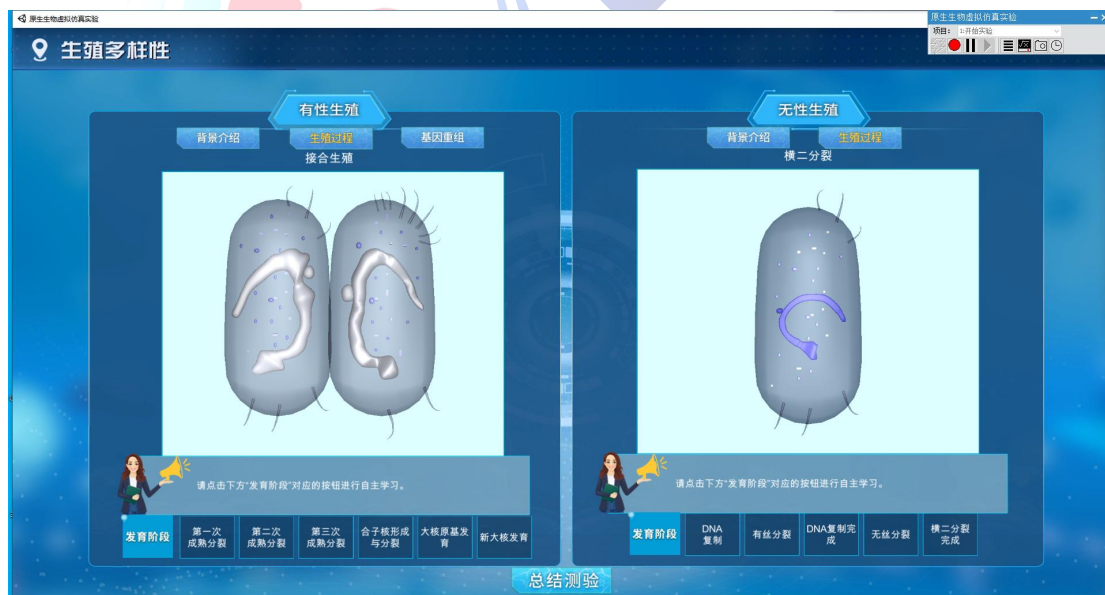 原生生物虚拟仿真实验
原生生物虚拟仿真实验
项目: 1:开始实验
生殖多样性
有性生殖
背景介绍 生殖过程 基因重组
接合生殖
请点击下方“发育阶段”对应的按钮进行自主学习。
发育阶段
第一次
成熟分裂
第二次
成熟分裂
第三次
成熟分裂
合子核形成
与分裂
大核原基发
育
新大核发育
无性生殖
背景介绍 生殖过程
横二分裂
请点击下方“发育阶段”对应的按钮进行自主学习。
发育阶段
DNA
复制
有丝分裂
DNA复制完
成
无丝分裂
横二分裂
完成
总结测验